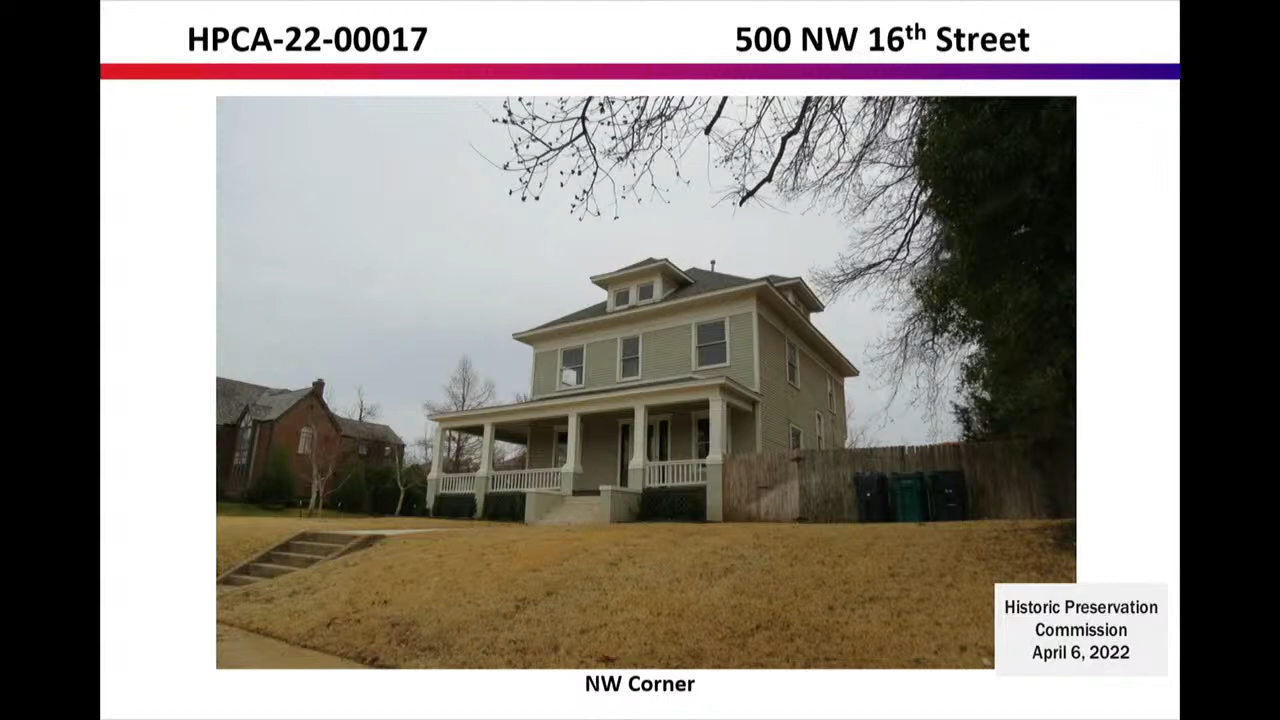 HPCA-22-00017
500 NW 16th Street
Historic Preservation
Commission
April 6, 2022
NW Corner